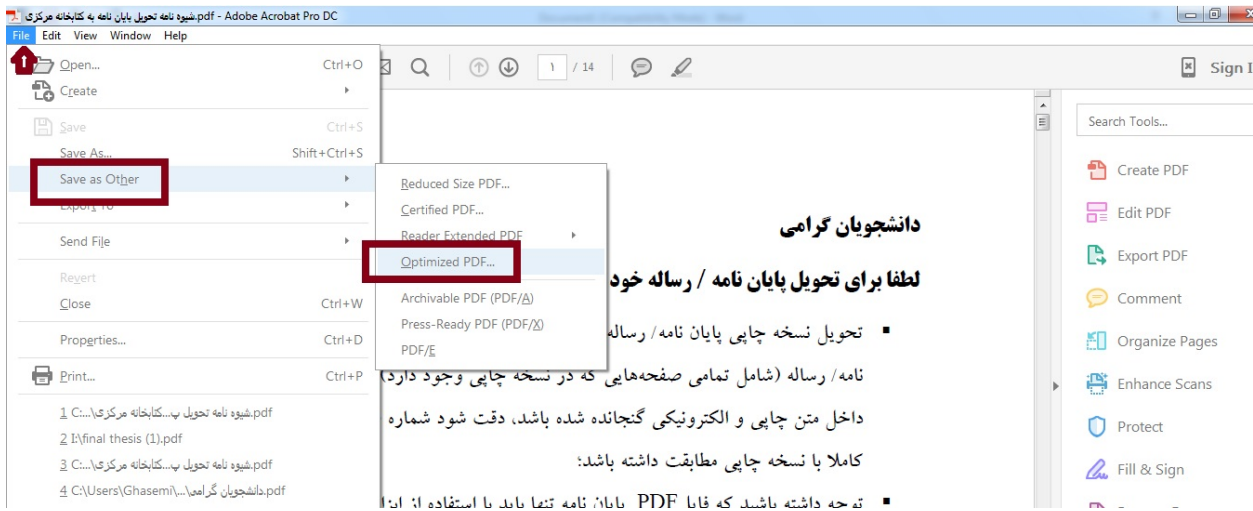 شیوه نامه تحویل پایان نامه به کتابخانه مرکزی.pdf - Adobe Acrobat Pro DC
File Edit View Window Help
1
Open... Ctrl+O
Create
Save Ctrl+S
Save As... Shift+Ctrl+S
Save as Other
Export To
Send File
Revert
Close Ctrl+W
Properties... Ctrl+D
Print... Ctrl+P
1 C:\...\شیوه نامه تحویل پ...کتابخانه مرکزی.pdf
2 I:\final thesis (1).pdf
3 C:\...\شیوه نامه تحویل پ...کتابخانه مرکزی.pdf
4 C:\Users\Ghasemi\...\دانشجویان گرامی.pdf
Reduced Size PDF...
Certified PDF...
Reader Extended PDF
Optimized PDF...
Archivable PDF (PDF/A)
Press-Ready PDF (PDF/X)
PDF/E
۱ / 14
Sign
دانشجویان گرامی
لطفا برای تحویل پایان نامه / رساله خود
▪ تحویل نسخه چاپی پایان نامه/ رساله
نامه/ رساله (شامل تمامی صفحه‌هایی که در نسخه چاپی وجود دارد)
داخل متن چاپی و الکترونیکی گنجانده شده باشد، دقت شود شماره
کاملا با نسخه چاپی مطابقت داشته باشد؛
▪ توجه داشته باشید که فایل PDF پایان نامه تنها باید با استفاده از
Search Tools...
Create PDF
Edit PDF
Export PDF
Comment
Organize Pages
Enhance Scans
Protect
Fill & Sign